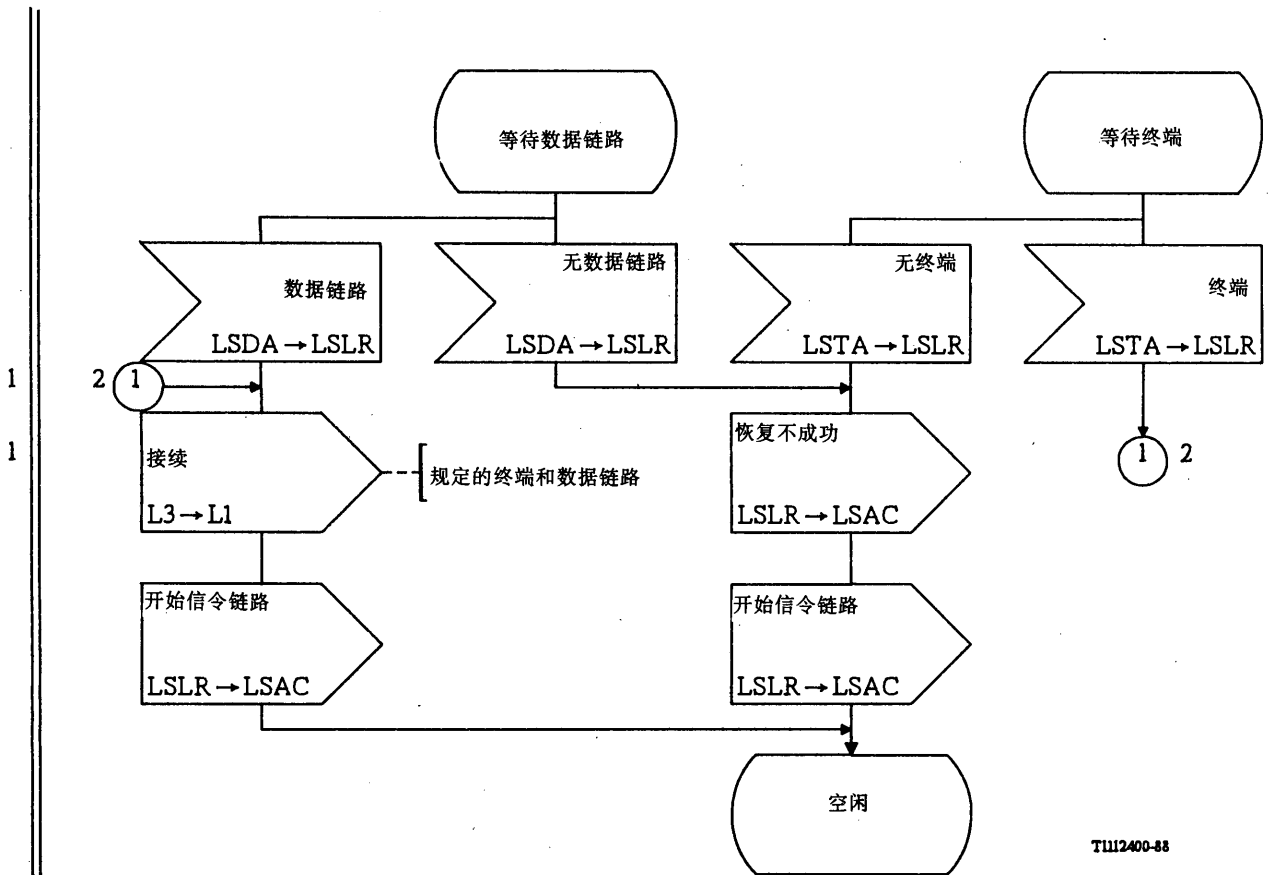 等待数据链路
等待终端
数据链路
LSDA→LSLR
无数据链路
LSDA→LSLR
无终端
LSTA→LSLR
终端
LSTA→LSLR
1
2
1
1
接续
L3→L1
规定的终端和数据链路
恢复不成功
LSLR→LSAC
1
2
开始信令链路
LSLR→LSAC
开始信令链路
LSLR→LSAC
空闲
T1112400-88